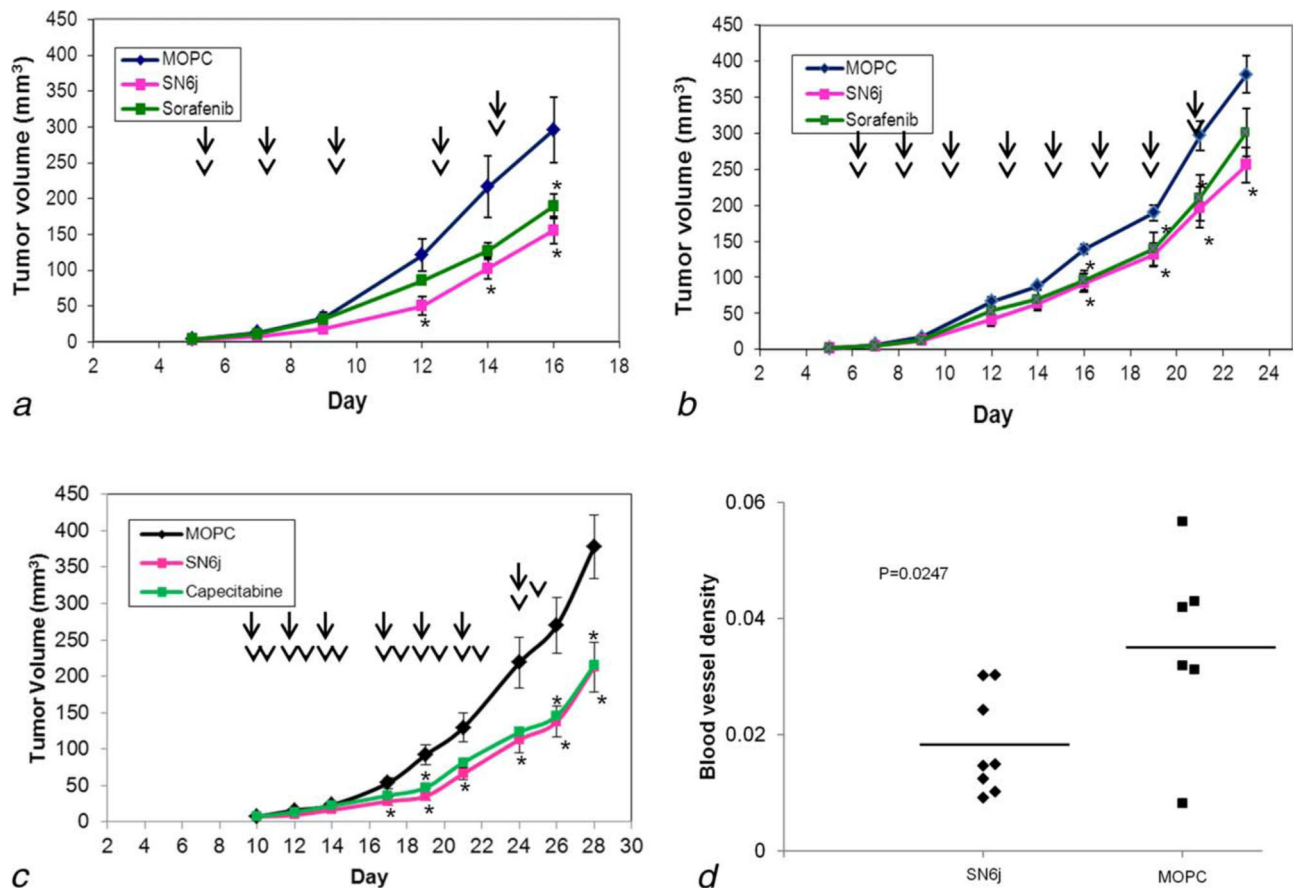 450
400
350
300
250
200
150
100
50
0
Tumor volume (mm³)
MOPC
SN6j
Sorafenib
*
*
*
*
2 4 6 8 10 12 14 16 18
Day
a
450
400
350
300
250
200
150
100
50
0
Tumor volume (mm³)
MOPC
SN6j
Sorafenib
*
*
*
*
*
*
*
2 4 6 8 10 12 14 16 18 20 22 24
Day
b
450
400
350
300
250
200
150
100
50
0
Tumor Volume (mm³)
MOPC
SN6j
Capecitabine
*
*
*
*
*
*
*
*
*
2 4 6 8 10 12 14 16 18 20 22 24 26 28 30
Day
c
0.06
0.04
0.02
0
Blood vessel density
P=0.0247
SN6j MOPC
d